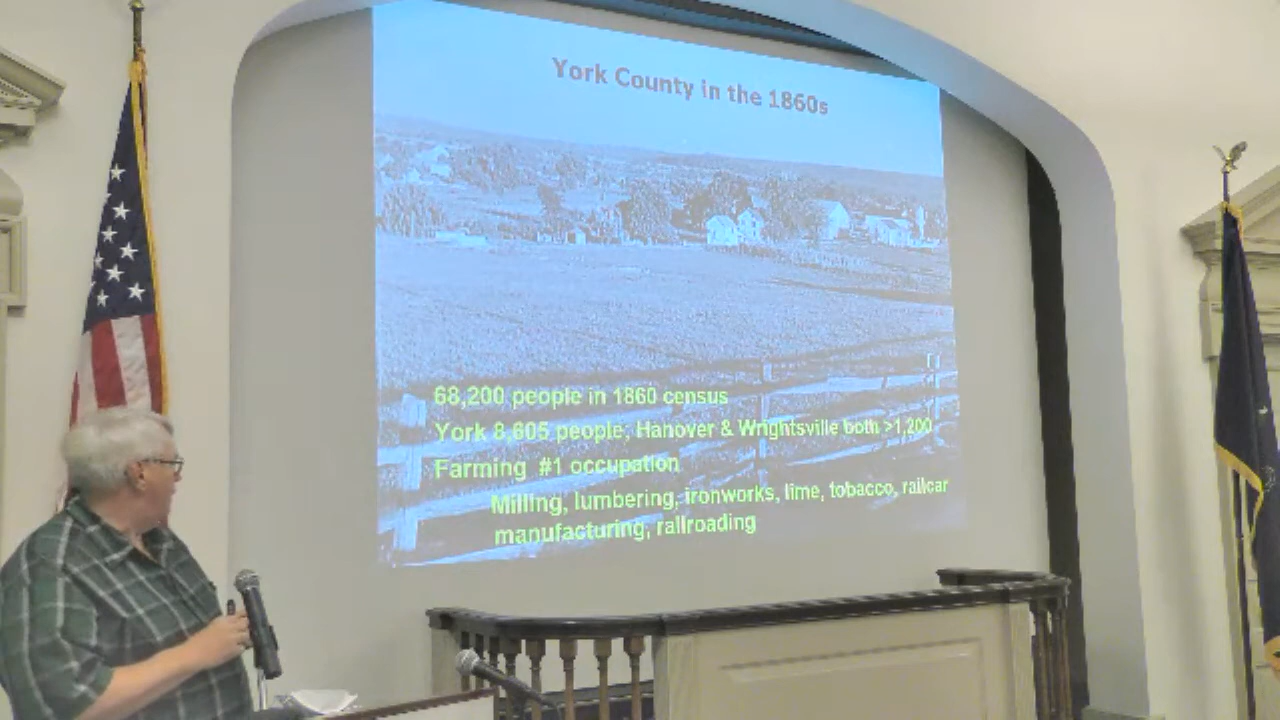 York County in the 1860s
68,200 people in 1860 census
York 8,605 people, Hanover & Wrightsville both >1,200
Farming #1 occupation
Milling, lumbering, ironworks, lime, tobacco, railcar
manufacturing, railroading